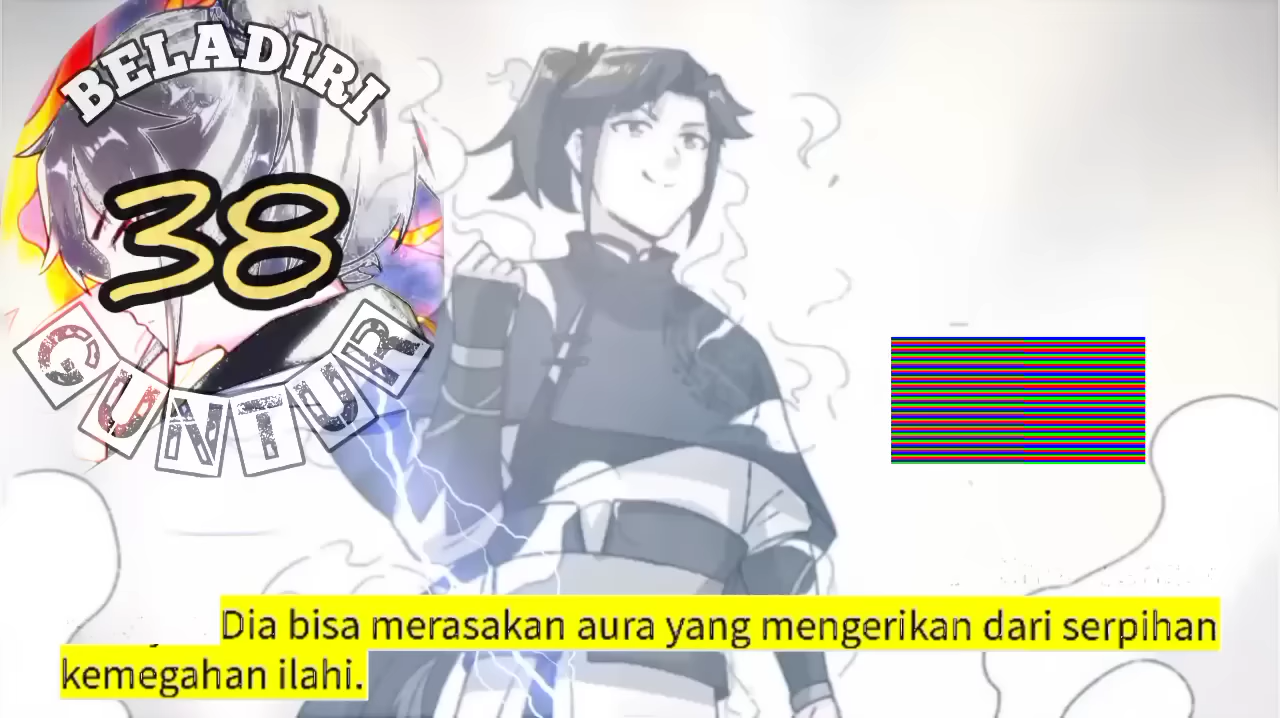 BELADIRI
38
GUNTUR
Dia bisa merasakan aura yang mengerikan dari serpihan
kemegahan ilahi.